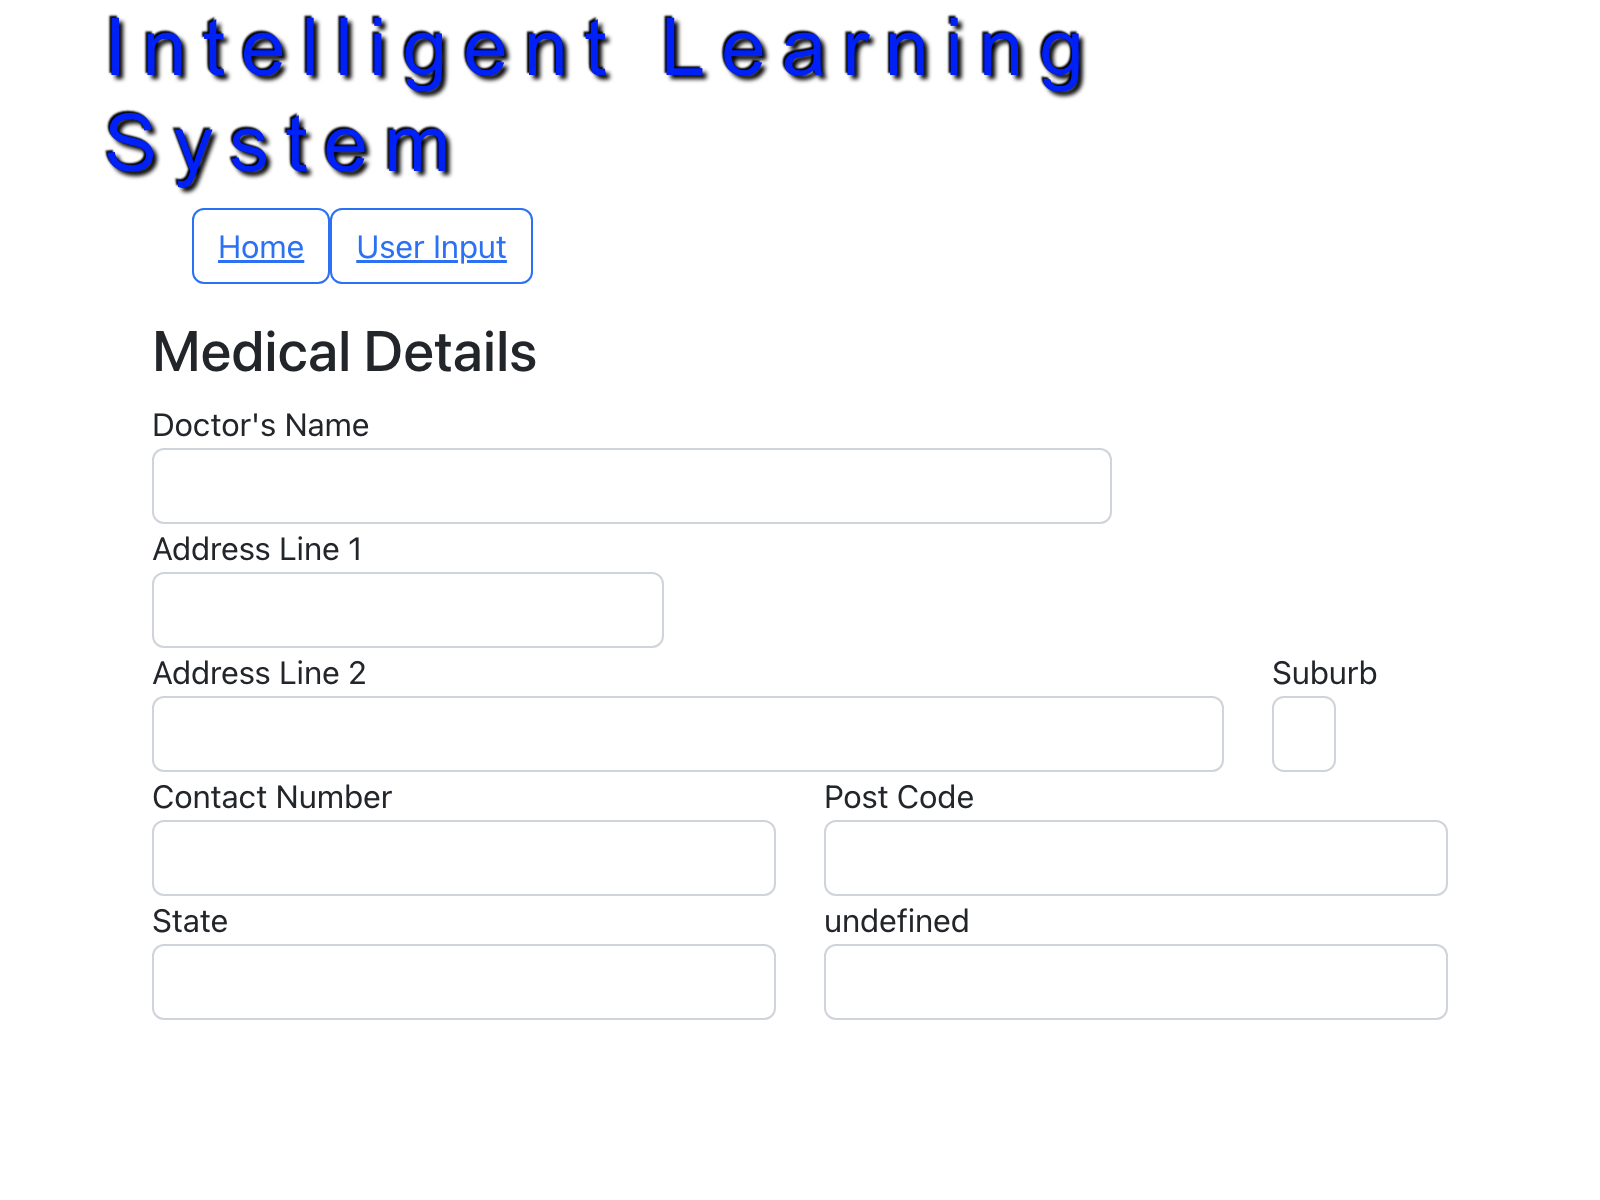 Intelligent Learning
System
Home User Input
Medical Details
Doctor's Name
Address Line 1
Address Line 2 Suburb
Contact Number Post Code
State undefined